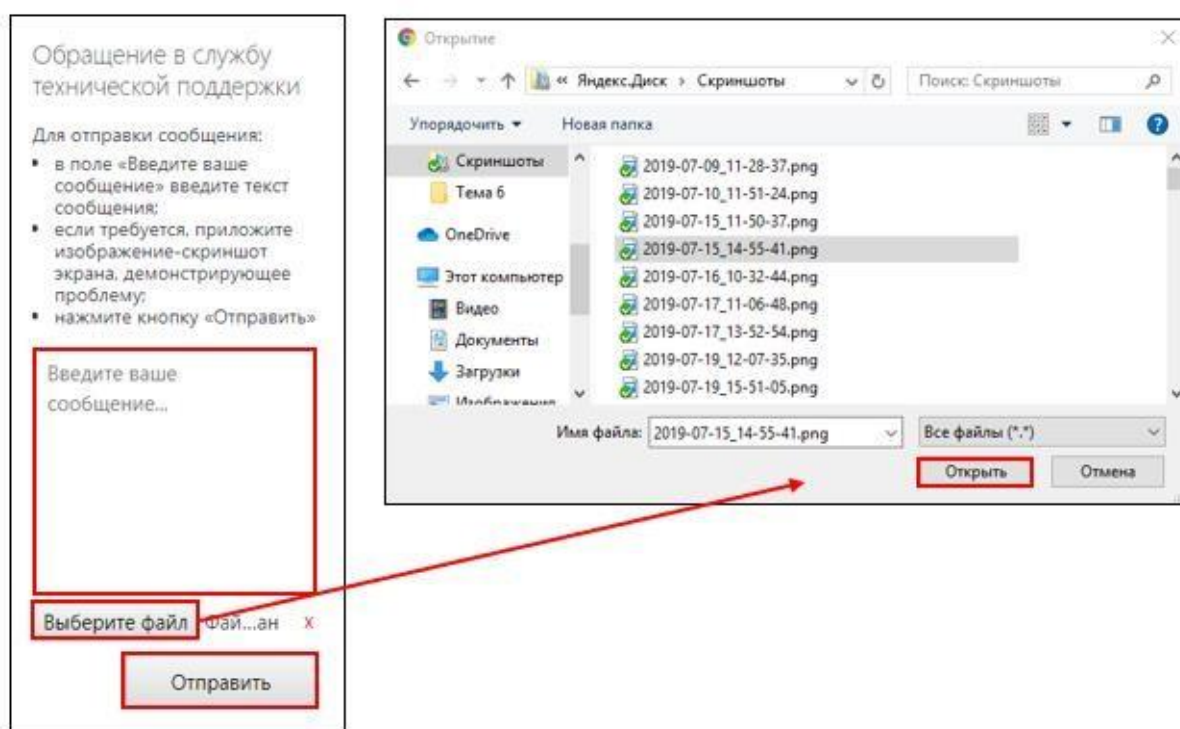 Обращение в службу
технической поддержки
Для отправки сообщения:
в поле «Введите ваше
сообщение» введите текст
сообщения;
если требуется, приложите
изображение-скриншот
экрана, демонстрирующее
проблему;
нажмите кнопку «Отправить»
Введите ваше
сообщение...
Выберите файл Фай...ан x
Отправить
Открытие
« Яндекс.Диск › Скриншоты
Поиск: Скриншоты
Упорядочить Новая папка
Скриншоты
Тема 6
OneDrive
Этот компьютер
Видео
Документы
Загрузки
Изображения
2019-07-09_11-28-37.png
2019-07-10_11-51-24.png
2019-07-15_11-50-37.png
2019-07-15_14-55-41.png
2019-07-16_10-32-44.png
2019-07-17_11-06-48.png
2019-07-17_13-52-54.png
2019-07-19_12-07-35.png
2019-07-19_15-51-05.png
Имя файла: 2019-07-15_14-55-41.png Все файлы (*.*)
Открыть Отмена